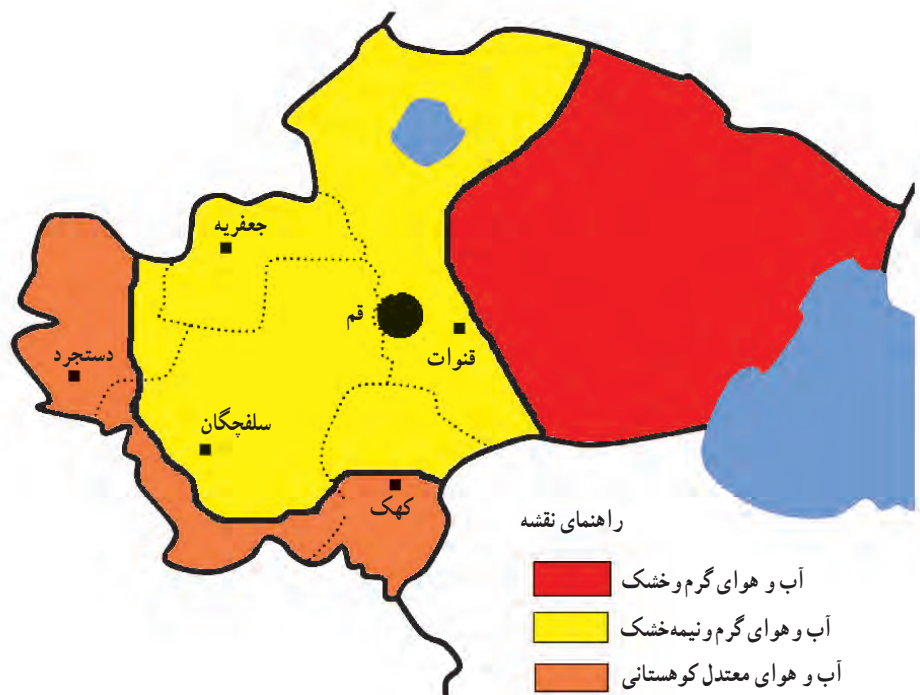 جعفریه
قم
قنوات
دستجرد
سلفچگان
کهک
راهنمای نقشه
آب و هوای گرم و خشک
آب و هوای گرم و نیمه‌خشک
آب و هوای معتدل کوهستانی